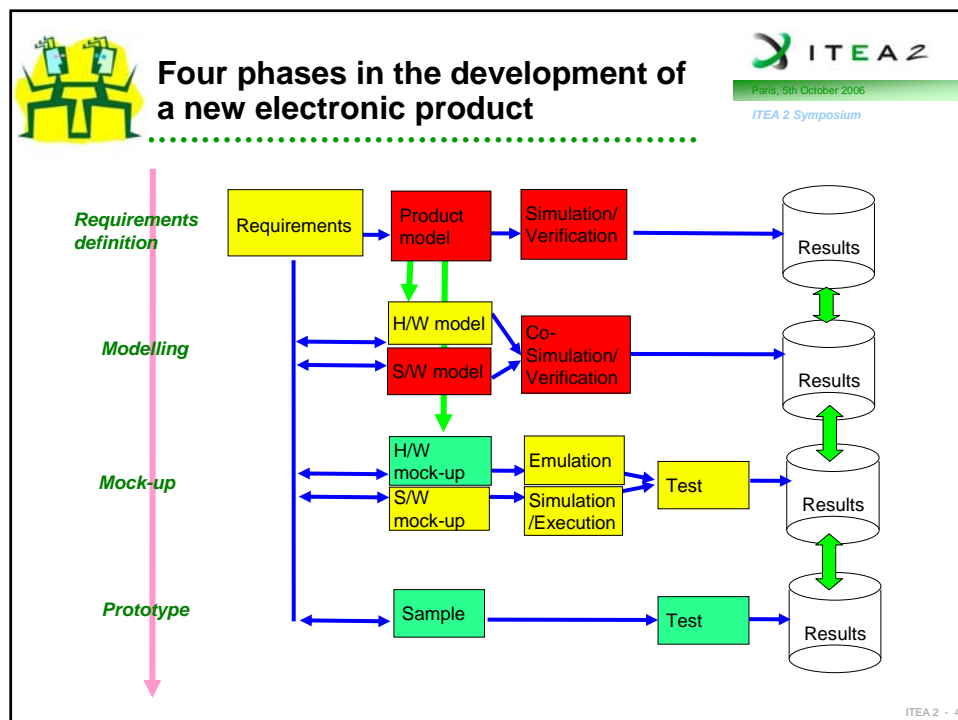 Four phases in the development of
a new electronic product
ITEA2
Paris, 5th October 2006
ITEA 2 Symposium
Requirements
definition
Requirements
Product
model
Simulation/
Verification
Results
Modelling
H/W model
S/W model
Co-
Simulation/
Verification
Results
Mock-up
H/W
mock-up
S/W
mock-up
Emulation
Simulation
/Execution
Test
Results
Prototype
Sample
Test
Results
ITEA 2 - 4